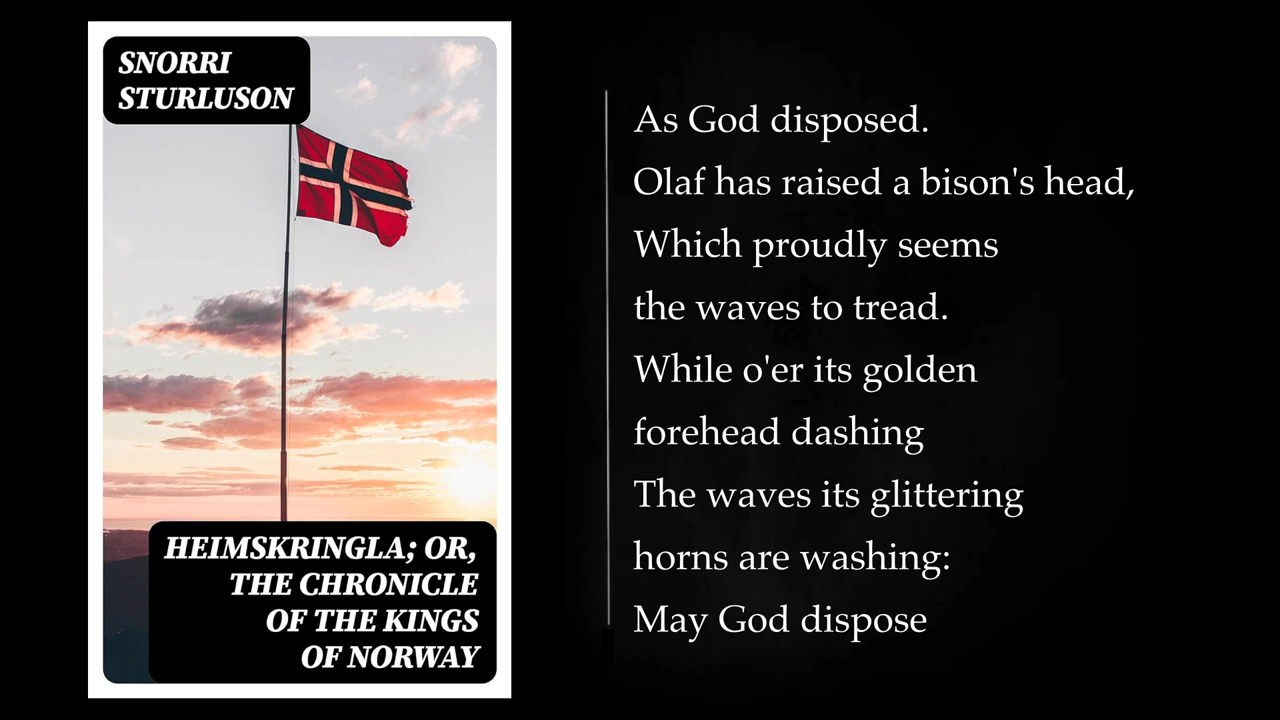 SNORRI
STURLUSON
HEIMSKRINGLA; OR,
THE CHRONICLE
OF THE KINGS
OF NORWAY
As God disposed.
Olaf has raised a bison's head,
Which proudly seems
the waves to tread.
While o'er its golden
forehead dashing
The waves its glittering
horns are washing:
May God dispose